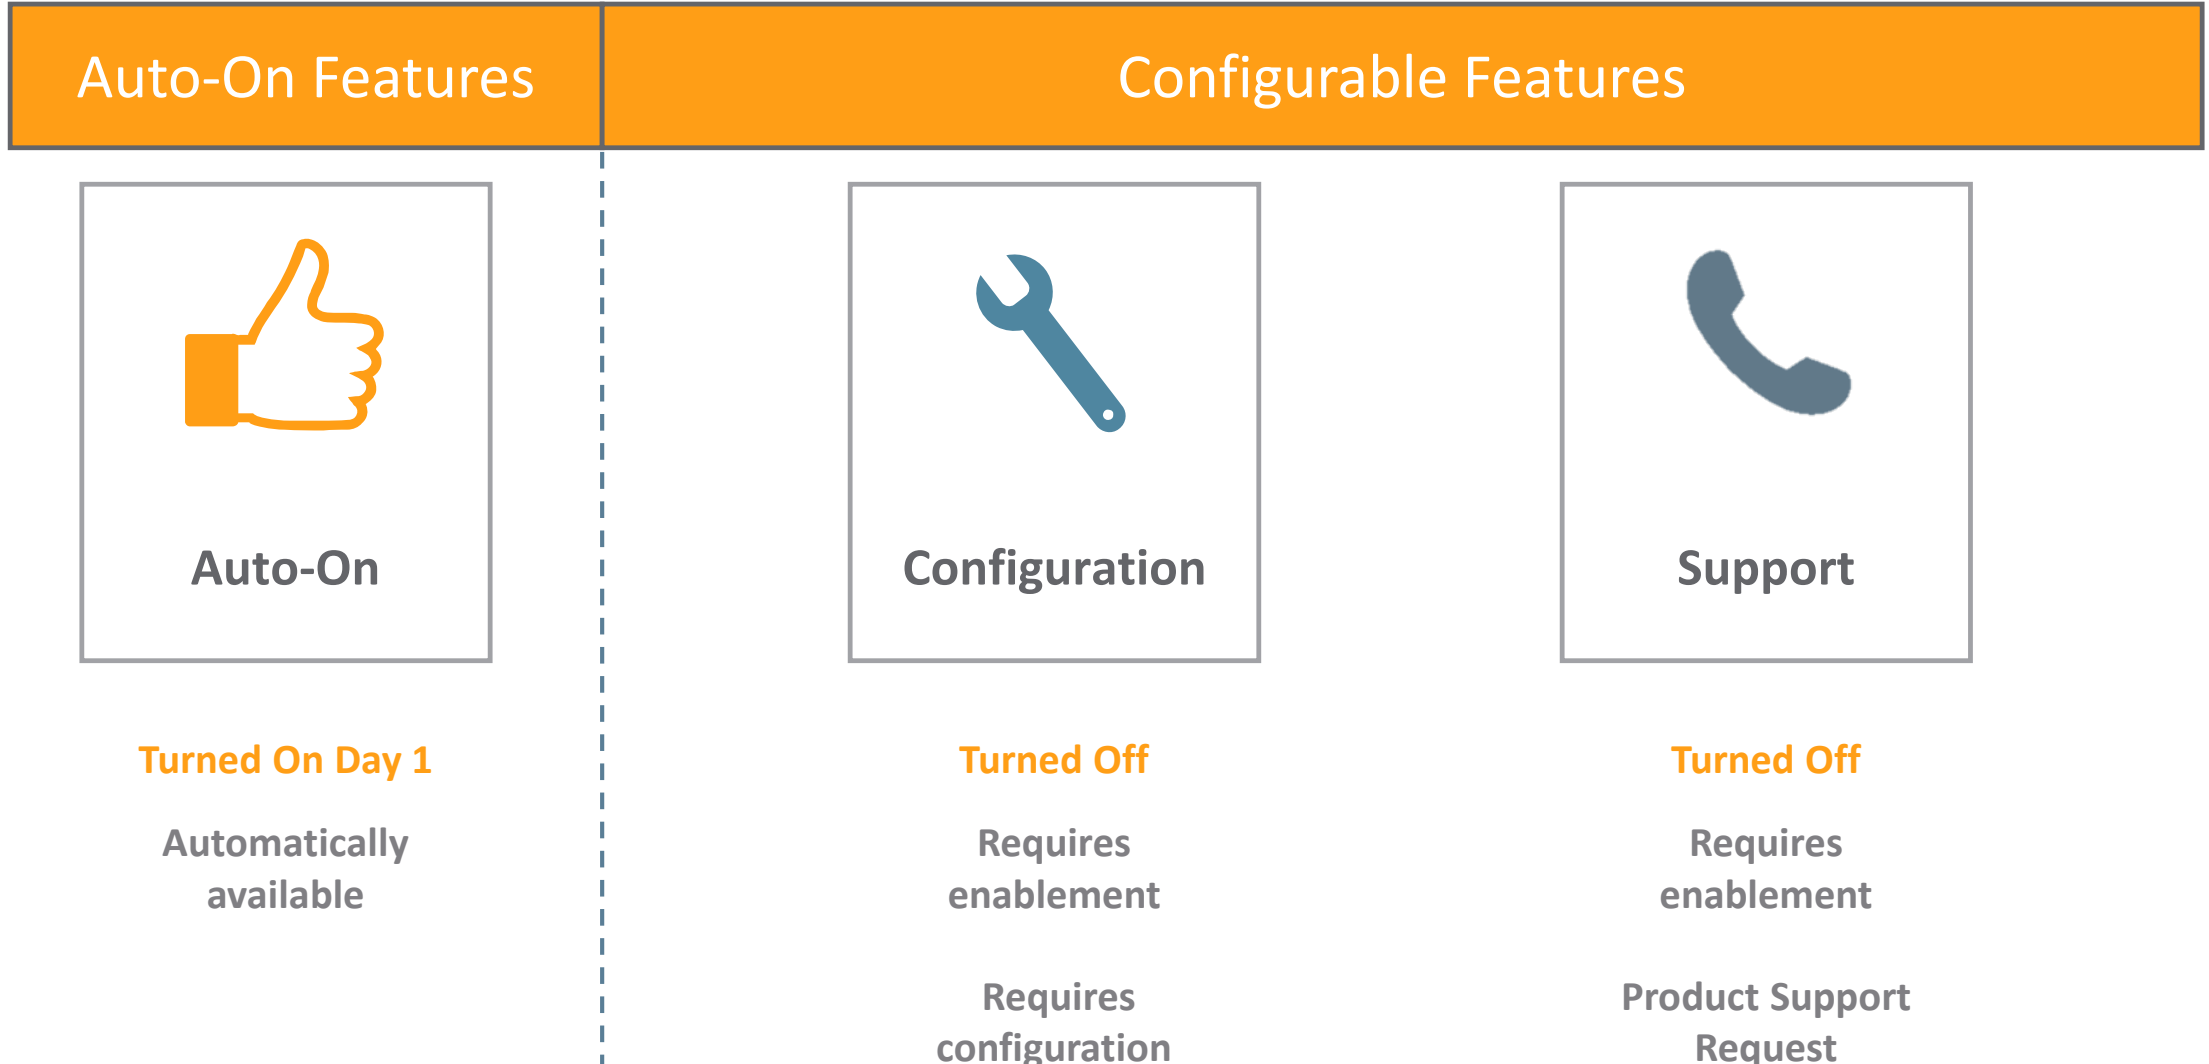 Auto-On Features
Configurable Features
Auto-On
Configuration
Support
Turned On Day 1
Automatically
available
Turned Off
Requires
enablement
Requires
configuration
Turned Off
Requires
enablement
Product Support
Request